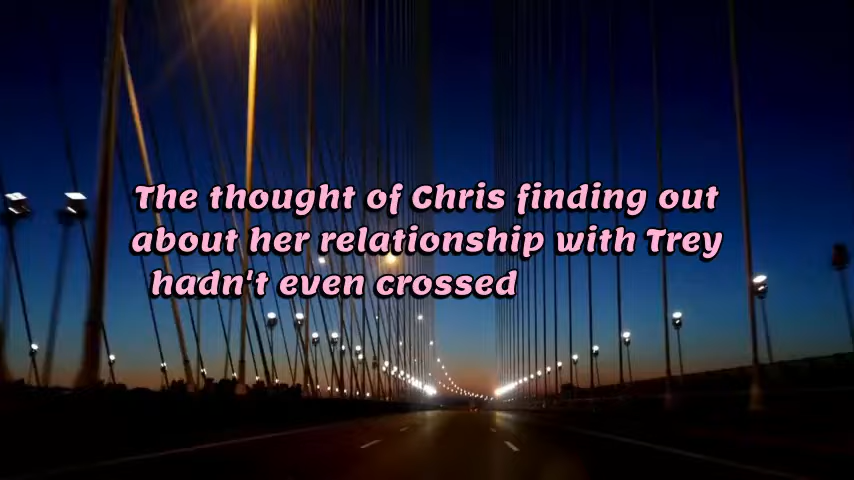 The thought of Chris finding out
about her relationship with Trey
hadn't even crossed